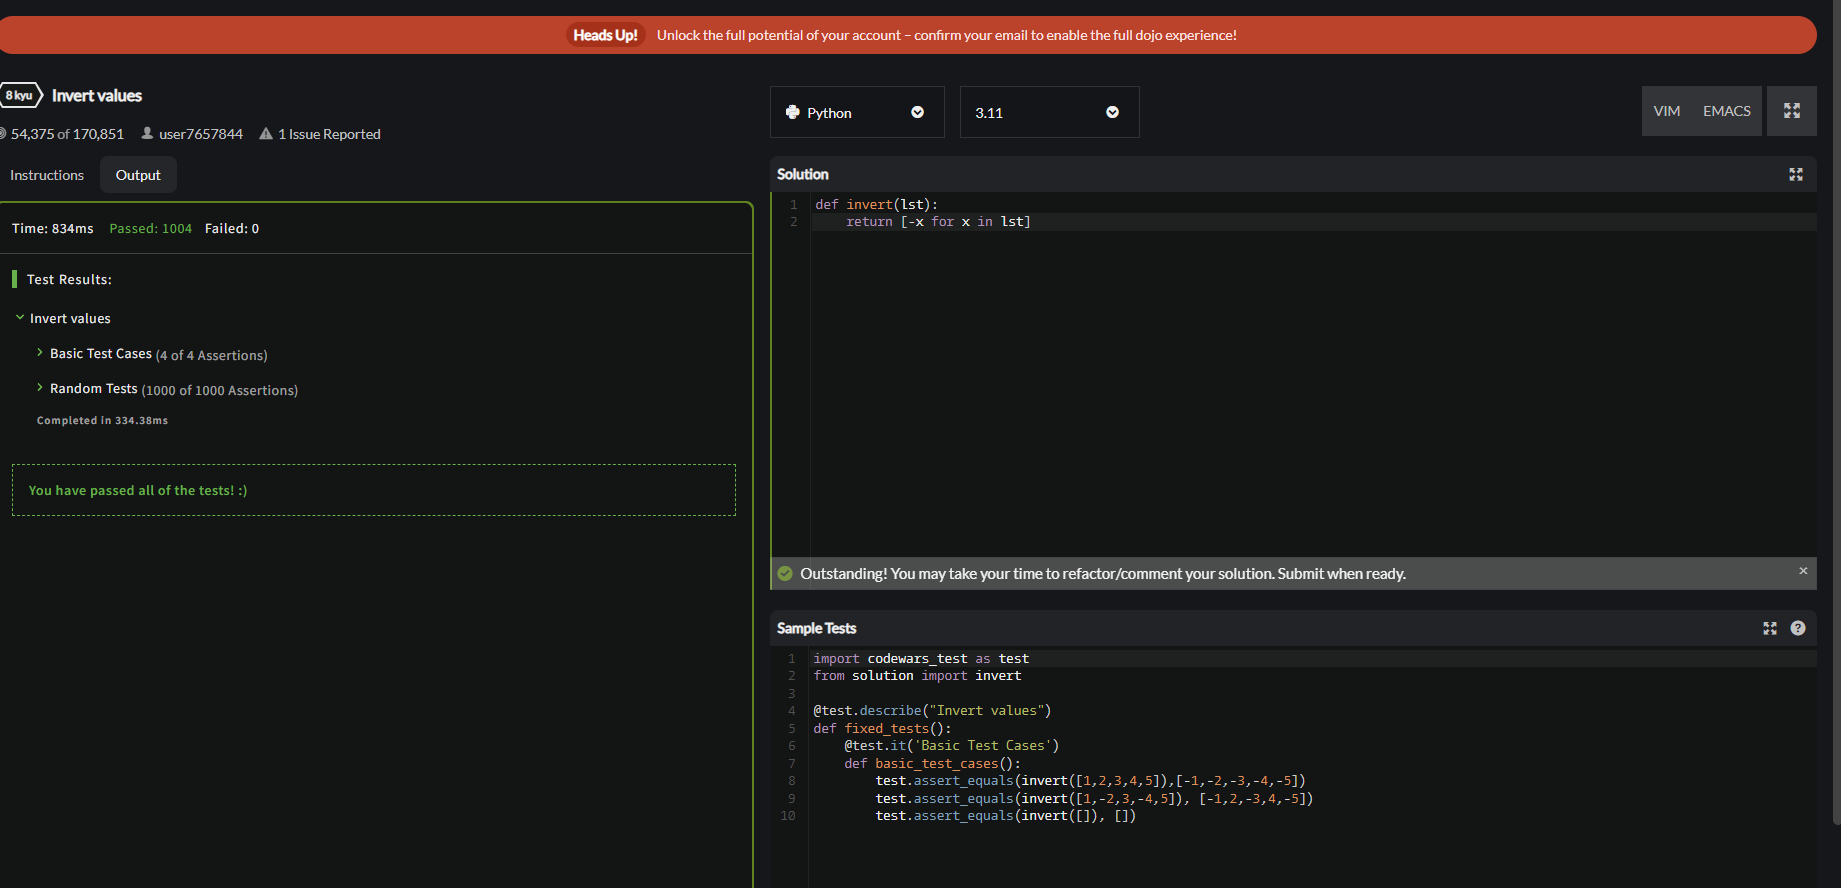 Heads Up! Unlock the full potential of your account – confirm your email to enable the full dojo experience!
8 kyu Invert values
54,375 of 170,851 user7657844 1 Issue Reported
Instructions Output
Time: 834ms Passed: 1004 Failed: 0
Test Results:
Invert values
Basic Test Cases (4 of 4 Assertions)
Random Tests (1000 of 1000 Assertions)
Completed in 334.38ms
You have passed all of the tests! :)
Python 3.11 VIM EMACS
Solution
1 def invert(lst):
2     return [-x for x in lst]
Outstanding! You may take your time to refactor/comment your solution. Submit when ready. ×
Sample Tests ?
1 import codewars_test as test
2 from solution import invert
3
4 @test.describe("Invert values")
5 def fixed_tests():
6     @test.it('Basic Test Cases')
7     def basic_test_cases():
8         test.assert_equals(invert([1,2,3,4,5]),[-1,-2,-3,-4,-5])
9         test.assert_equals(invert([1,-2,3,-4,5]), [-1,2,-3,4,-5])
10         test.assert_equals(invert([]), [])